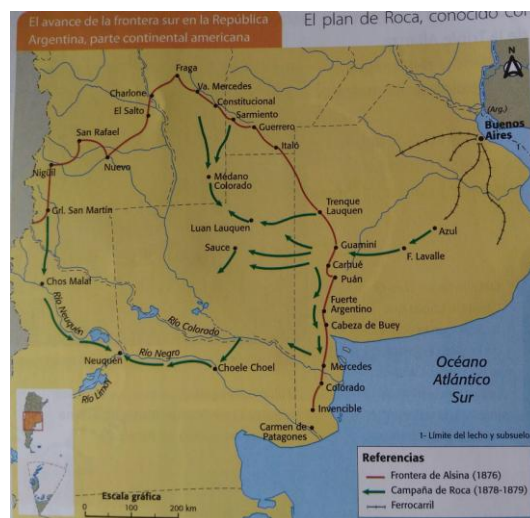 El avance de la frontera sur en la República
Argentina, parte continental americana
El plan de Roca, conocido
Fraga
Va. Mercedes
Charlone
Constitucional
El Salto
Sarmiento
Guerrero
(Arg.)
Buenos
Aires
San Rafael
Italó
Nuevo
Nigüil
Médano
Colorado
Grl. San Martín
Trenque
Lauquen
Luan Lauquen
Azul
Sauce
Guaminí
F. Lavalle
Carhué
Puán
Chos Malal
Río Neuquén
Fuerte
Argentino
Río Colorado
Cabeza de Buey
Neuquén
Río Negro
Choele Choel
Mercedes
Océano
Atlántico
Sur
Río Limay
Colorado
Invencible
Carmen de
Patagones
1- Límite del lecho y subsuelo
Referencias
Frontera de Alsina (1876)
Campaña de Roca (1878-1879)
Ferrocarril
Escala gráfica
0
100
200 km